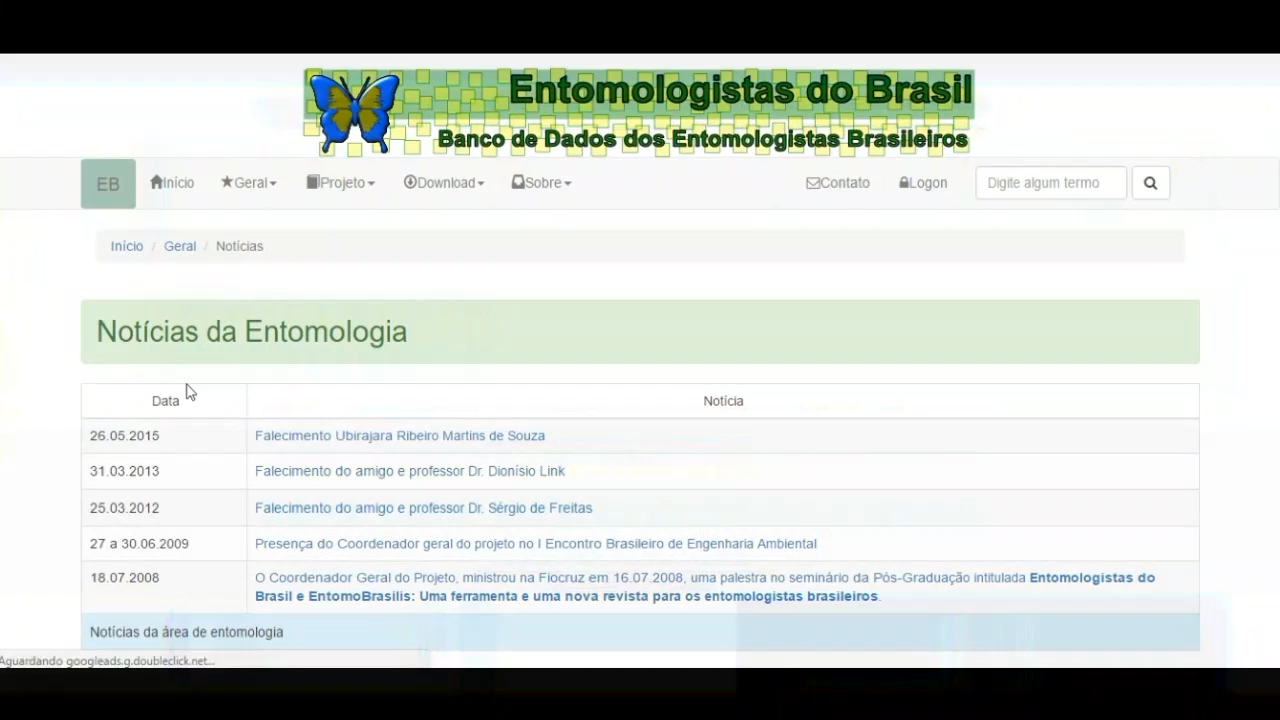 Entomologistas do Brasil
Banco de Dados dos Entomologistas Brasileiros
EB Início Geral Projeto Download Sobre Contato Logon Digite algum termo
Início / Geral / Notícias
Notícias da Entomologia
Data Notícia
26.05.2015 Falecimento Ubirajara Ribeiro Martins de Souza
31.03.2013 Falecimento do amigo e professor Dr. Dionísio Link
25.03.2012 Falecimento do amigo e professor Dr. Sérgio de Freitas
27 a 30.06.2009 Presença do Coordenador geral do projeto no I Encontro Brasileiro de Engenharia Ambiental
18.07.2008 O Coordenador Geral do Projeto, ministrou na Fiocruz em 16.07.2008, uma palestra no seminário da Pós-Graduação intitulada Entomologistas do
Brasil e EntomoBrasilis: Uma ferramenta e uma nova revista para os entomologistas brasileiros.
Notícias da área de entomologia
Aguardando googleads.g.doubleclick.net...